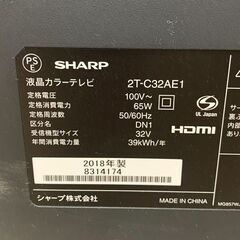 PS
E
SHARP
液晶カラーテレビ 2T-C32AE1
定格電圧: 100V~
定格消費電力: 65W
定格周波数: 50/60Hz
区分名: DN1
受信機型サイズ: 32V
年間消費電力量: 39kWh/年
2018年製
8314174
シャープ株式会社
MADE IN CHINA
UL Japan
HDMI